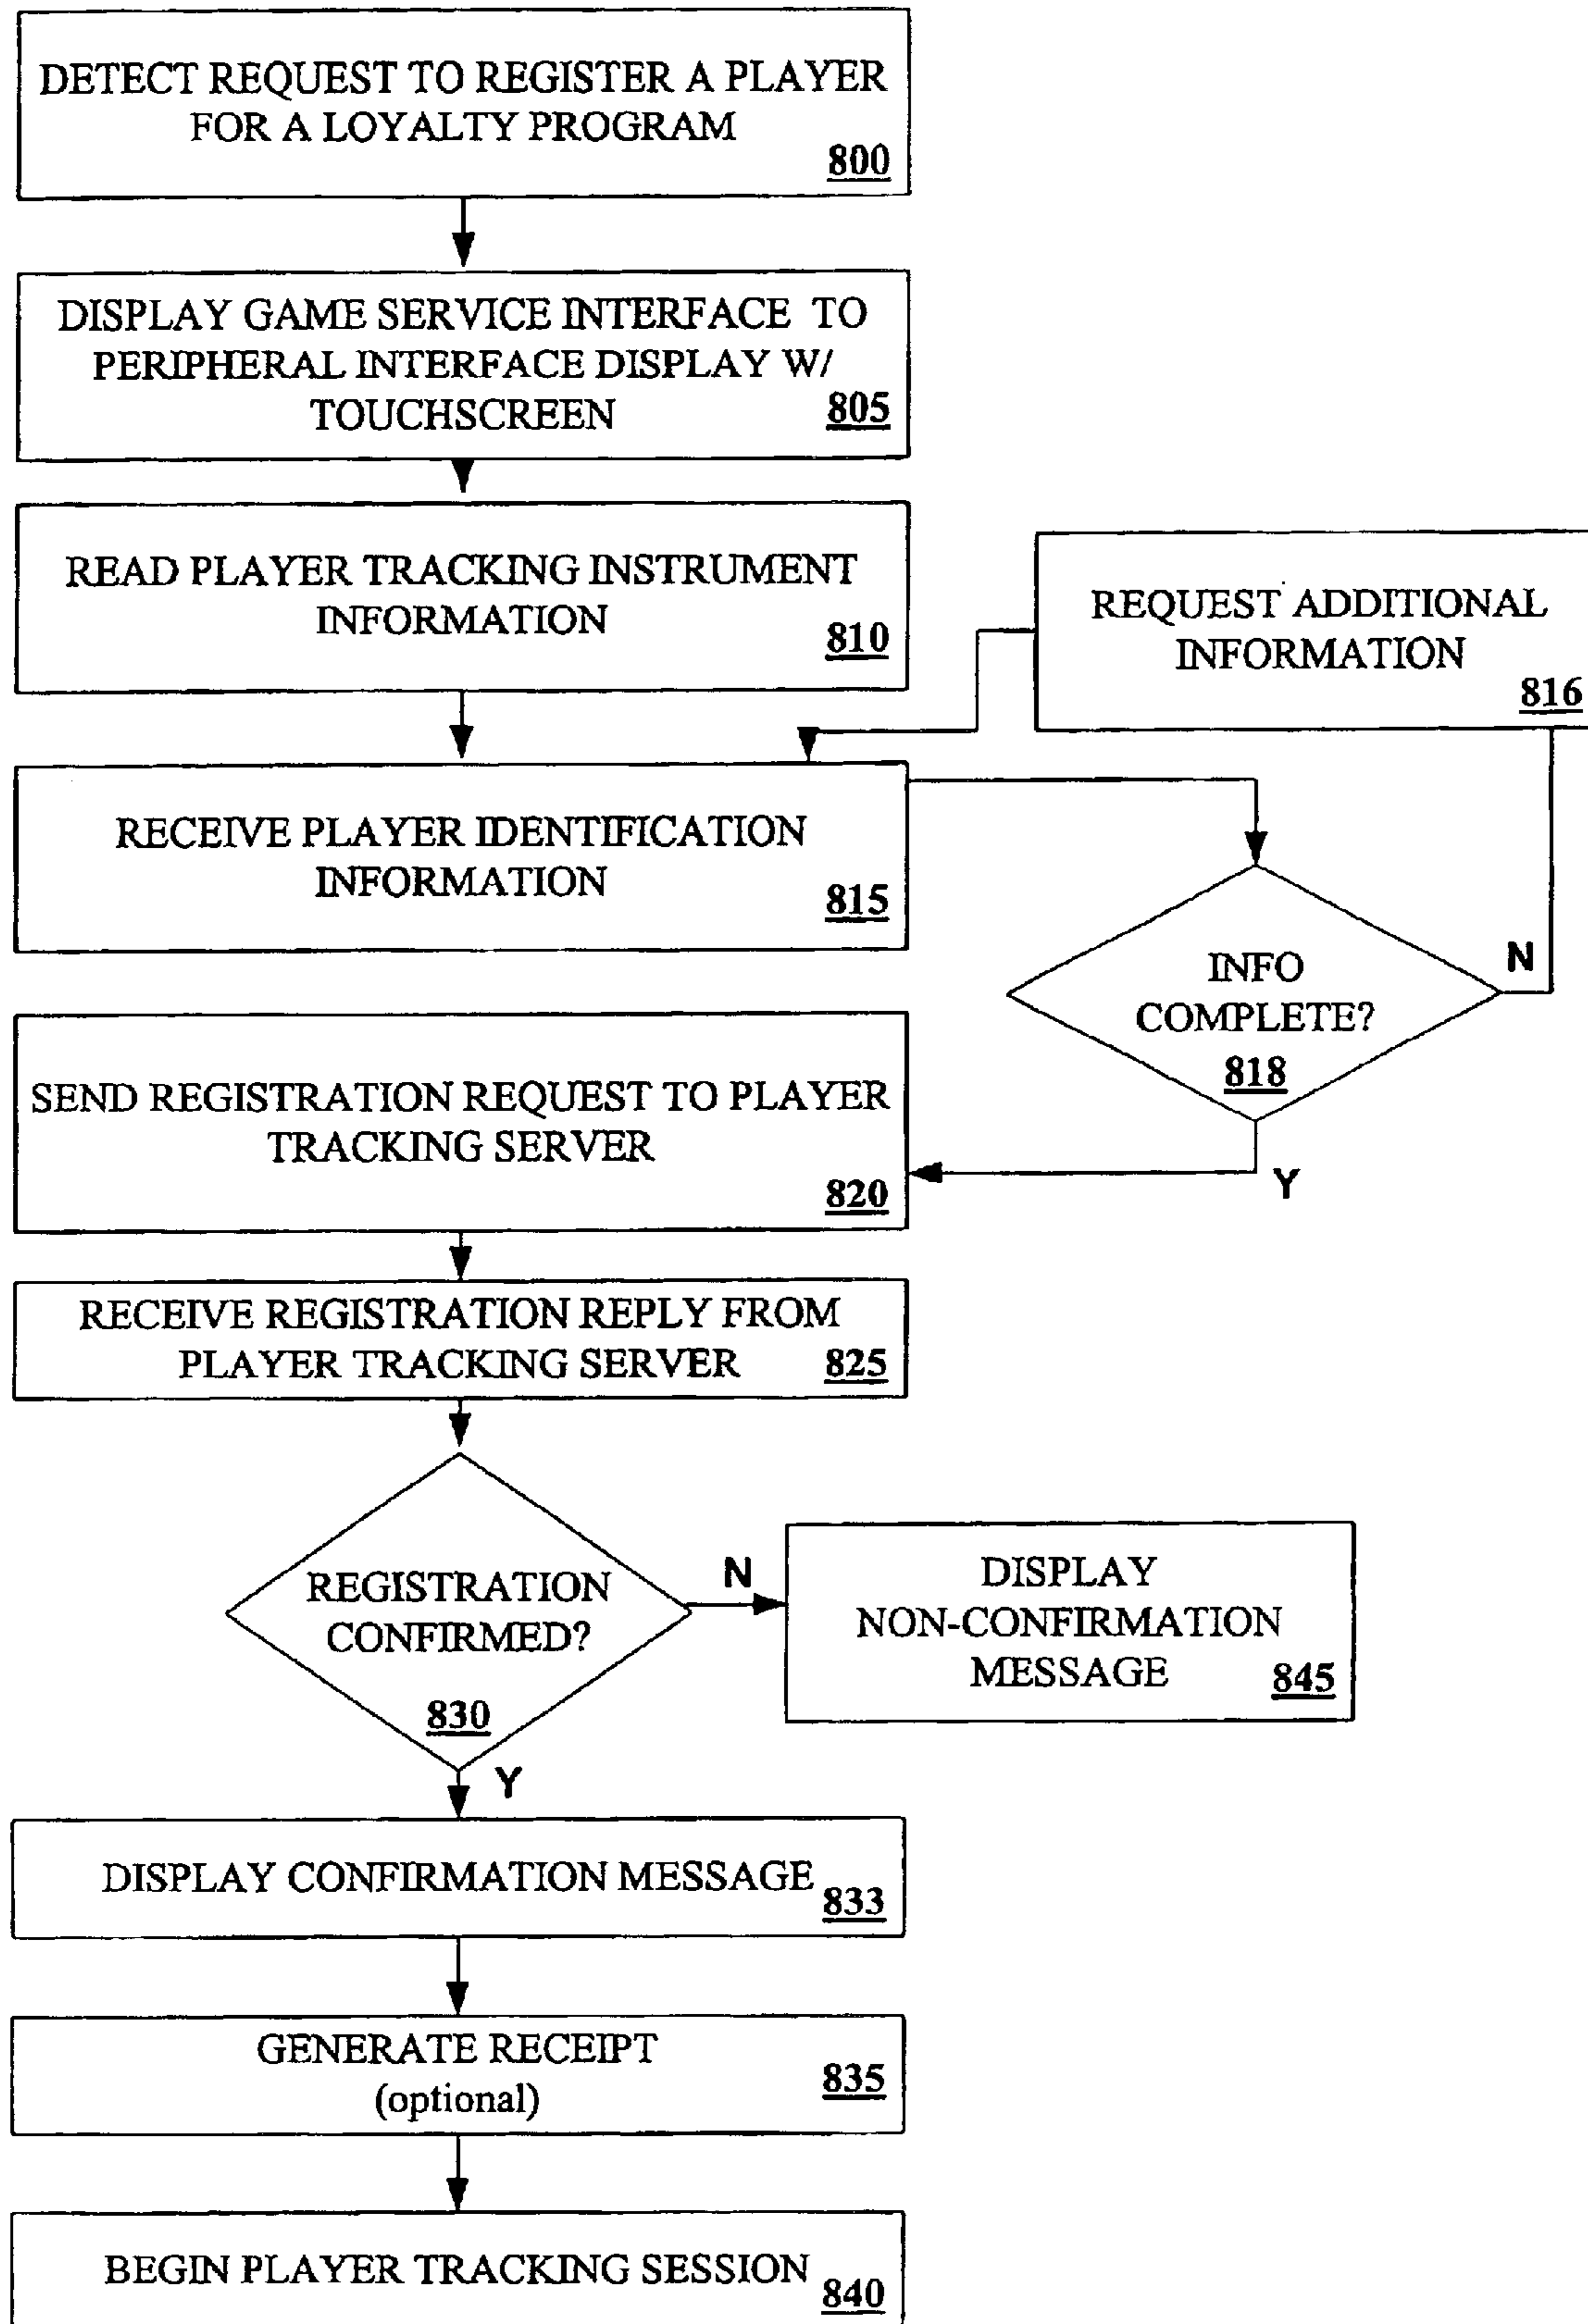 DETECT REQUEST TO REGISTER A PLAYER
FOR A LOYALTY PROGRAM
800
DISPLAY GAME SERVICE INTERFACE TO
PERIPHERAL INTERFACE DISPLAY W/
TOUCHSCREEN
805
READ PLAYER TRACKING INSTRUMENT
INFORMATION
810
REQUEST ADDITIONAL
INFORMATION
816
RECEIVE PLAYER IDENTIFICATION
INFORMATION
815
INFO
COMPLETE?
818
N
Y
SEND REGISTRATION REQUEST TO PLAYER
TRACKING SERVER
820
RECEIVE REGISTRATION REPLY FROM
PLAYER TRACKING SERVER
825
REGISTRATION
CONFIRMED?
830
N
DISPLAY
NON-CONFIRMATION
MESSAGE
845
Y
DISPLAY CONFIRMATION MESSAGE
833
GENERATE RECEIPT
(optional)
835
BEGIN PLAYER TRACKING SESSION
840